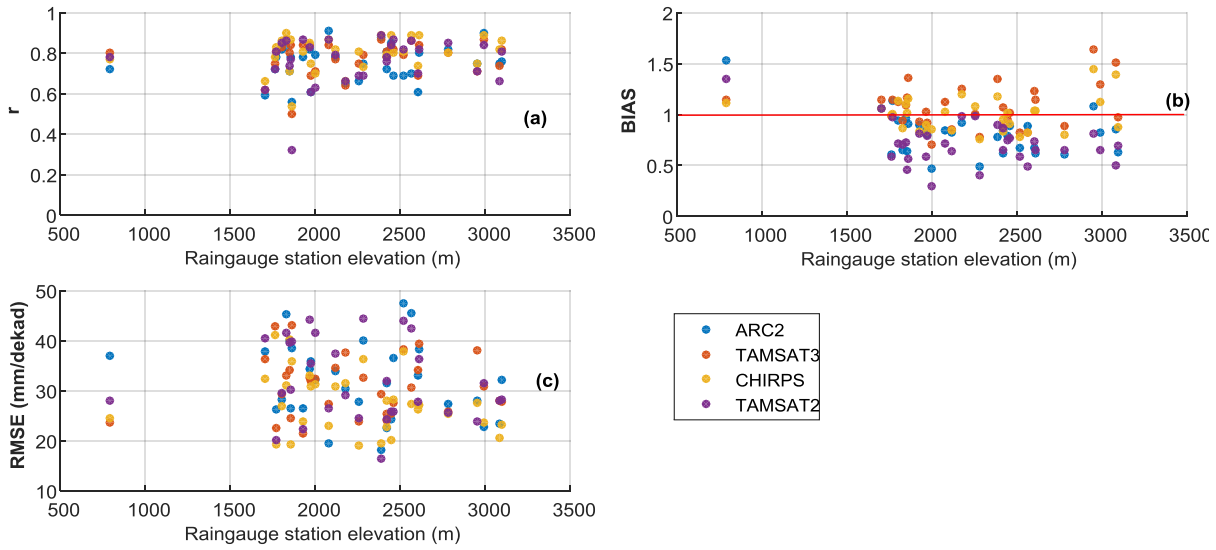 (a)
r
1
0.8
0.6
0.4
0.2
0
500 1000 1500 2000 2500 3000 3500
Raingauge station elevation (m)
(b)
BIAS
2
1.5
1
0.5
0
500 1000 1500 2000 2500 3000 3500
Raingauge station elevation (m)
(c)
RMSE (mm/dekad)
50
40
30
20
10
500 1000 1500 2000 2500 3000 3500
Raingauge station elevation (m)
ARC2
TAMSAT3
CHIRPS
TAMSAT2